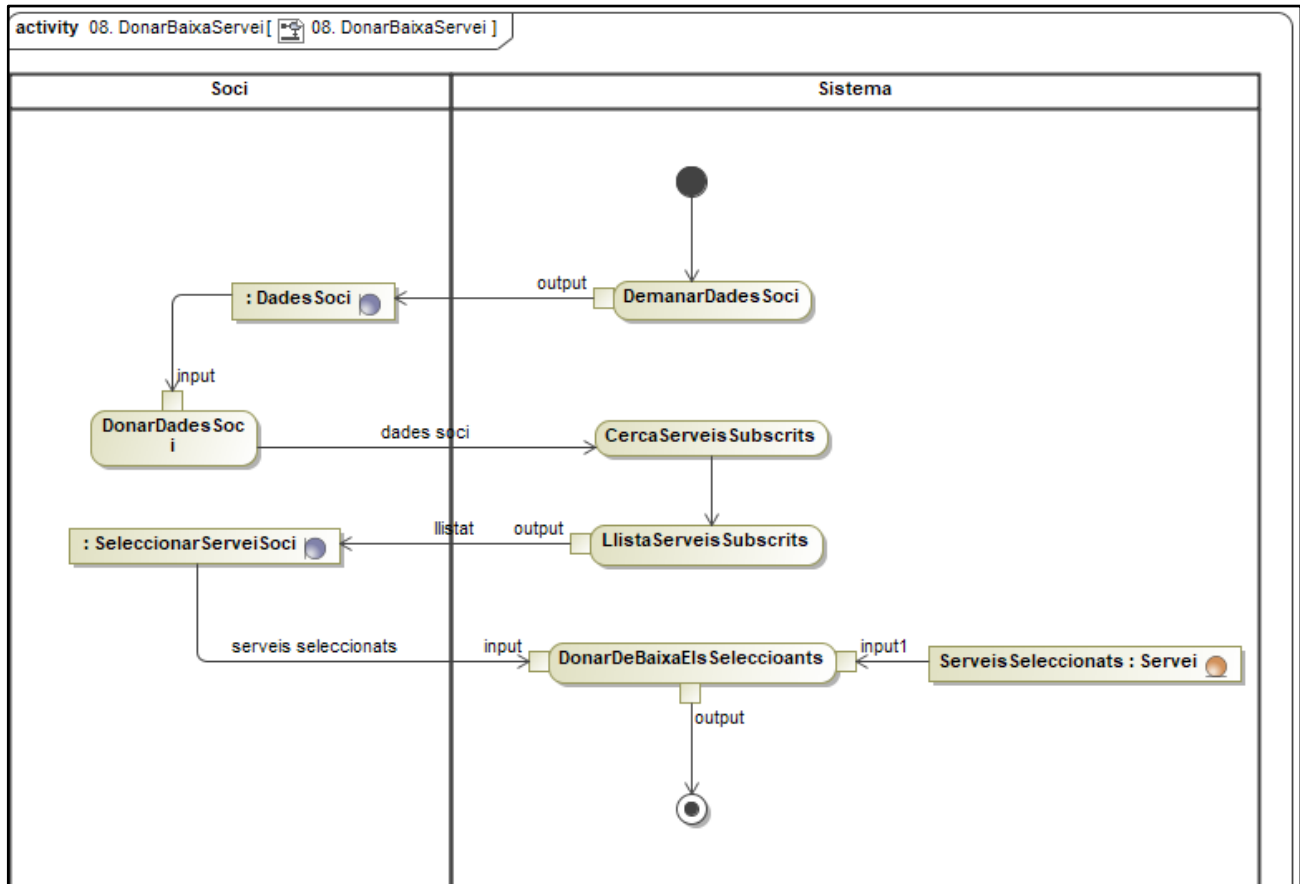 activity 08. DonarBaixaServei[ 08. DonarBaixaServei ]
Soci
Sistema
output
: DadesSoci
DemanarDadesSoci
input
DonarDadesSoc
i
dades soci
CercaServeisSubscrits
llistat
output
: SeleccionarServeiSoci
LlistaServeisSubscrits
serveis seleccionats
input
DonarDeBaixaElsSeleccioants
input1
ServeisSeleccionats : Servei
output